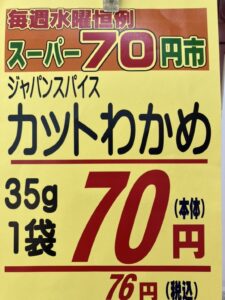 毎週水曜恒例
スーパー70円市
ジャパンスパイス
カットわかめ
35g
1袋
70円
(本体)
76円(税込)